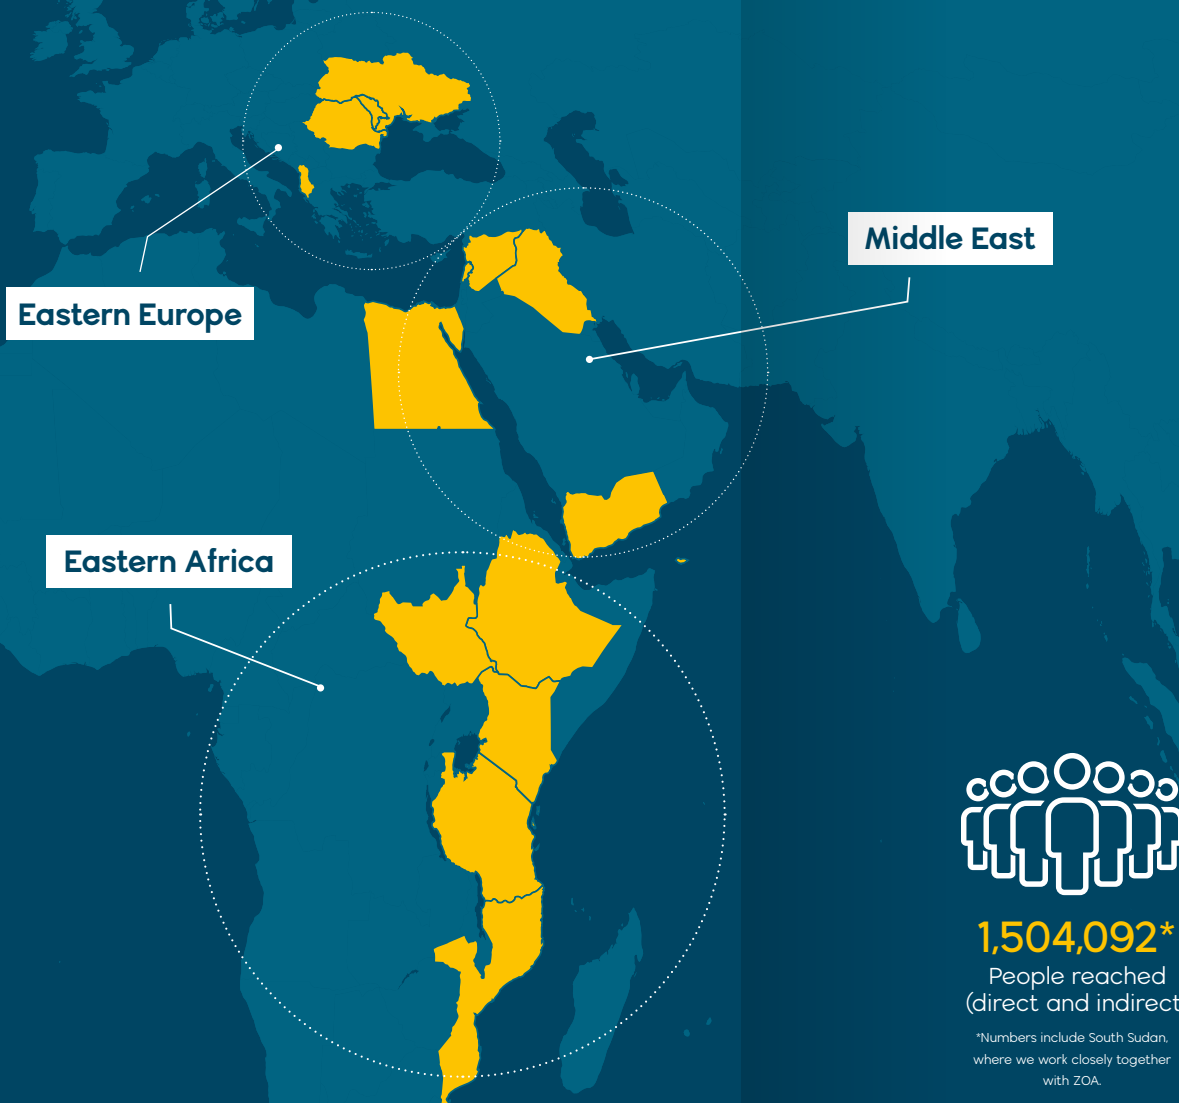 Middle East
Eastern Europe
Eastern Africa
1,504,092*
People reached
(direct and indirect
*Numbers include South Sudan,
where we work closely together
with ZOA.